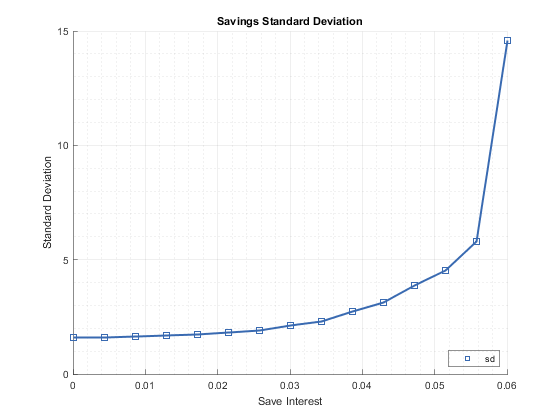 Savings Standard Deviation
15
10
5
0
Standard Deviation
0 0.01 0.02 0.03 0.04 0.05 0.06
Save Interest
sd